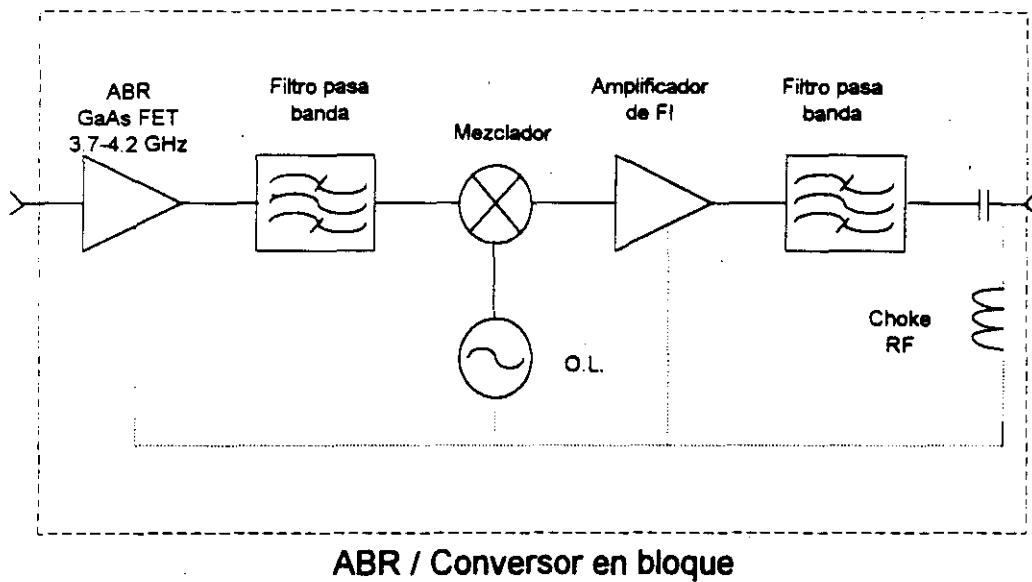 ABR
GaAs FET
3.7-4.2 GHz
Filtro pasa
banda
Mezclador
Amplificador
de FI
Filtro pasa
banda
O.L.
Choke
RF
ABR / Conversor en bloque